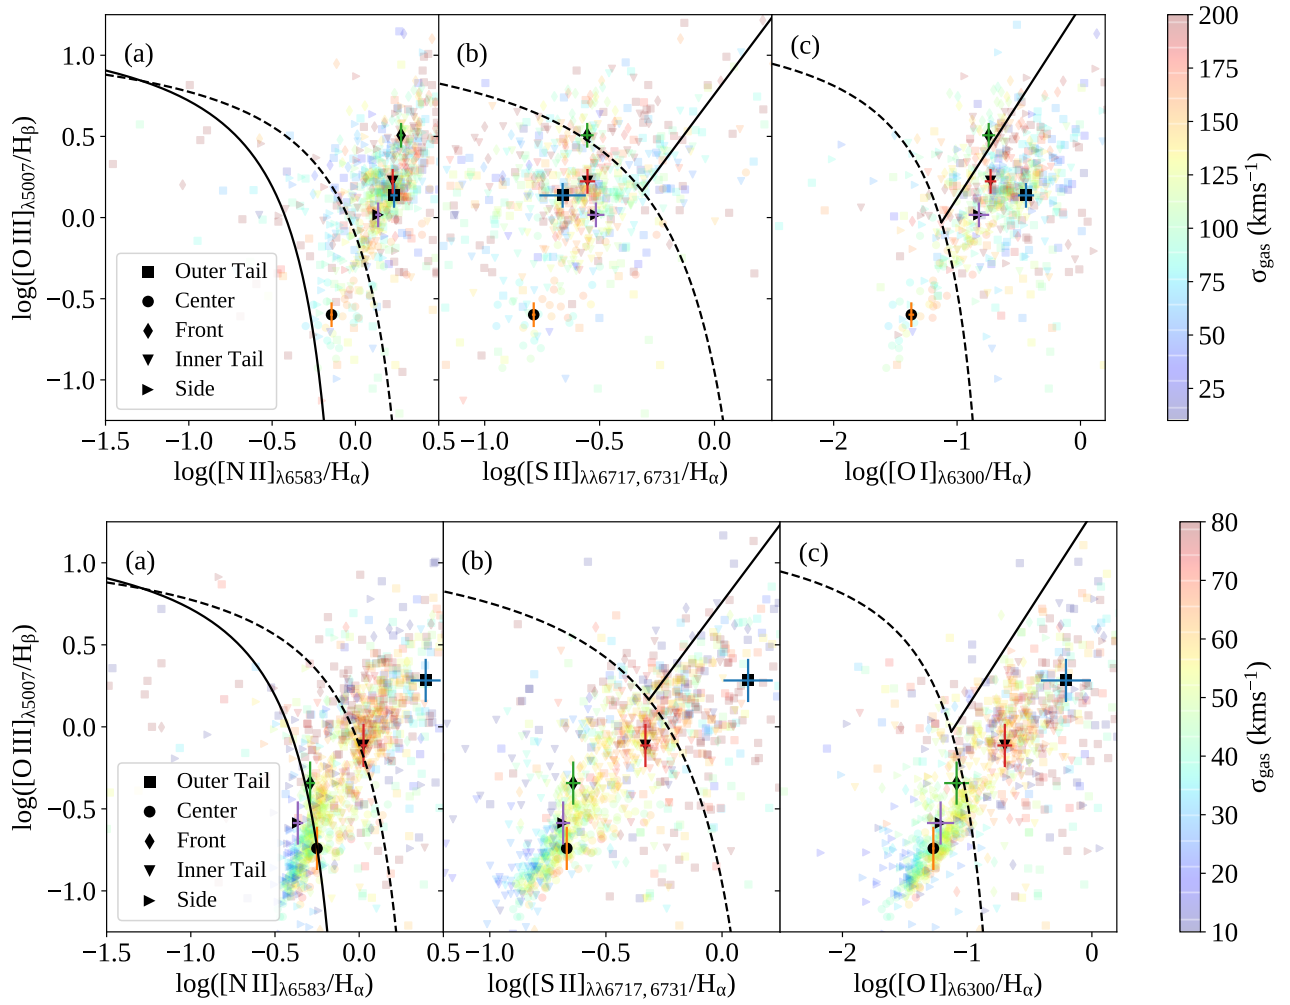 (a)
(b)
(c)
log([O III]λ5007/Hβ)
1.0
0.5
0.0
−0.5
−1.0
Outer Tail
Center
Front
Inner Tail
Side
−1.5
−1.0
−0.5
0.0
0.5
−1.0
−0.5
0.0
−2
−1
0
log([N II]λ6583/Hα)
log([S II]λλ6717, 6731/Hα)
log([O I]λ6300/Hα)
200
175
150
125
100
75
50
25
σgas (kms−1)
(a)
(b)
(c)
log([O III]λ5007/Hβ)
1.0
0.5
0.0
−0.5
−1.0
Outer Tail
Center
Front
Inner Tail
Side
−1.5
−1.0
−0.5
0.0
0.5
−1.0
−0.5
0.0
−2
−1
0
log([N II]λ6583/Hα)
log([S II]λλ6717, 6731/Hα)
log([O I]λ6300/Hα)
80
70
60
50
40
30
20
10
σgas (kms−1)